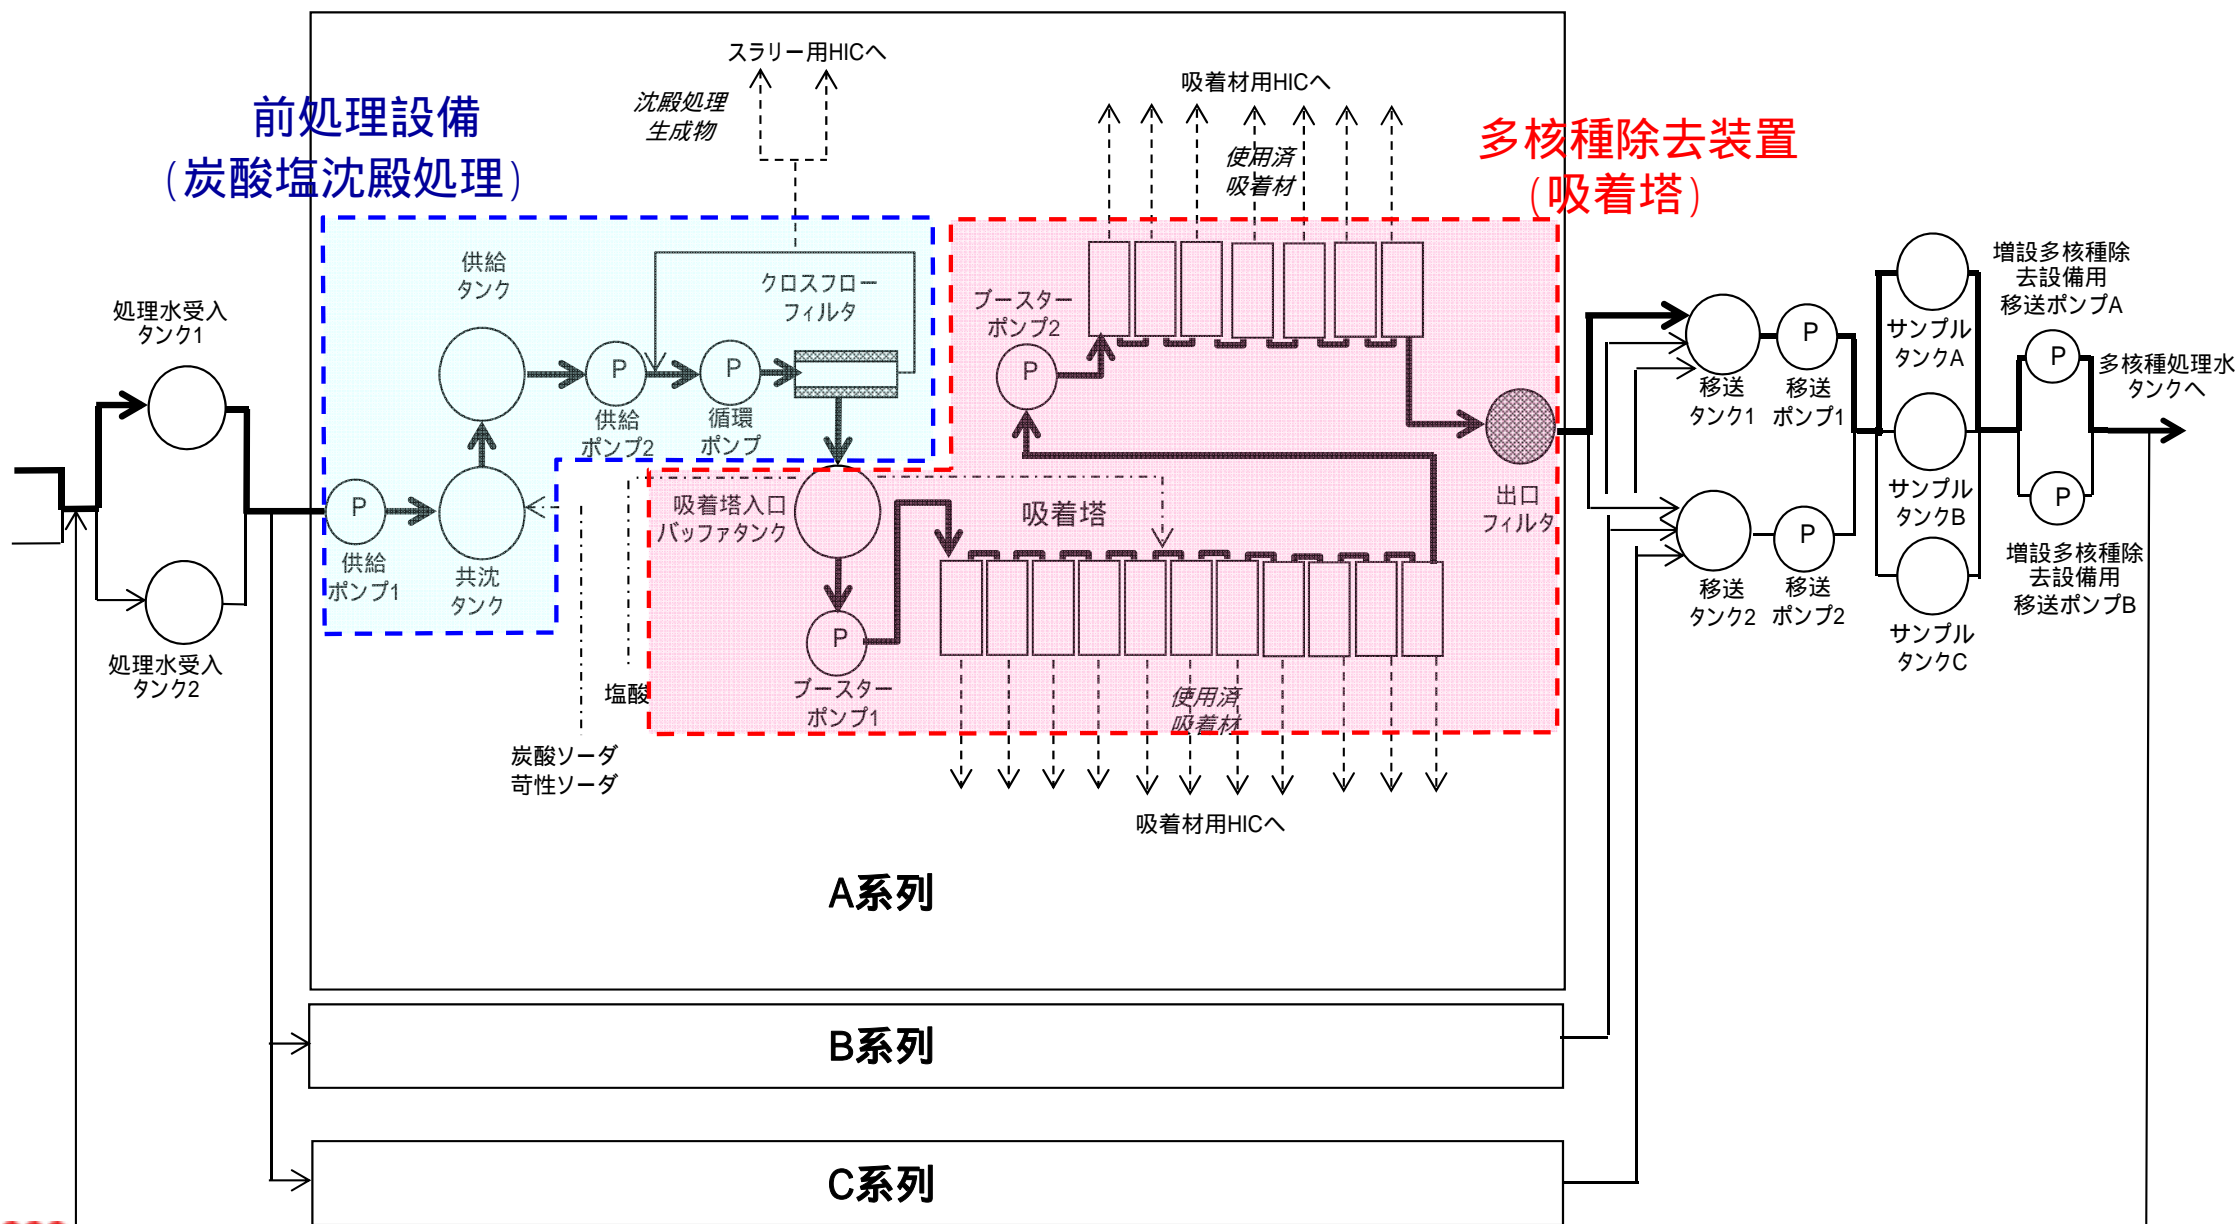 スラリー用HICへ
沈殿処理
生成物
吸着材用HICへ
使用済
吸着材
前処理設備
(炭酸塩沈殿処理)
多核種除去装置
(吸着塔)
処理水受入
タンク1
処理水受入
タンク2
供給
タンク
クロスフロー
フィルタ
P
供給
ポンプ2
P
循環
ポンプ
P
供給
ポンプ1
共沈
タンク
塩酸
炭酸ソーダ
苛性ソーダ
吸着塔入口
バッファタンク
P
ブースター
ポンプ1
ブースター
ポンプ2
P
吸着塔
使用済
吸着材
吸着材用HICへ
出口
フィルタ
移送
タンク1
P
移送
ポンプ1
移送
タンク2
P
移送
ポンプ2
サンプル
タンクA
サンプル
タンクB
サンプル
タンクC
増設多核種除
去設備用
移送ポンプA
P
P
増設多核種除
去設備用
移送ポンプB
多核種処理水
タンクへ
A系列
B系列
C系列